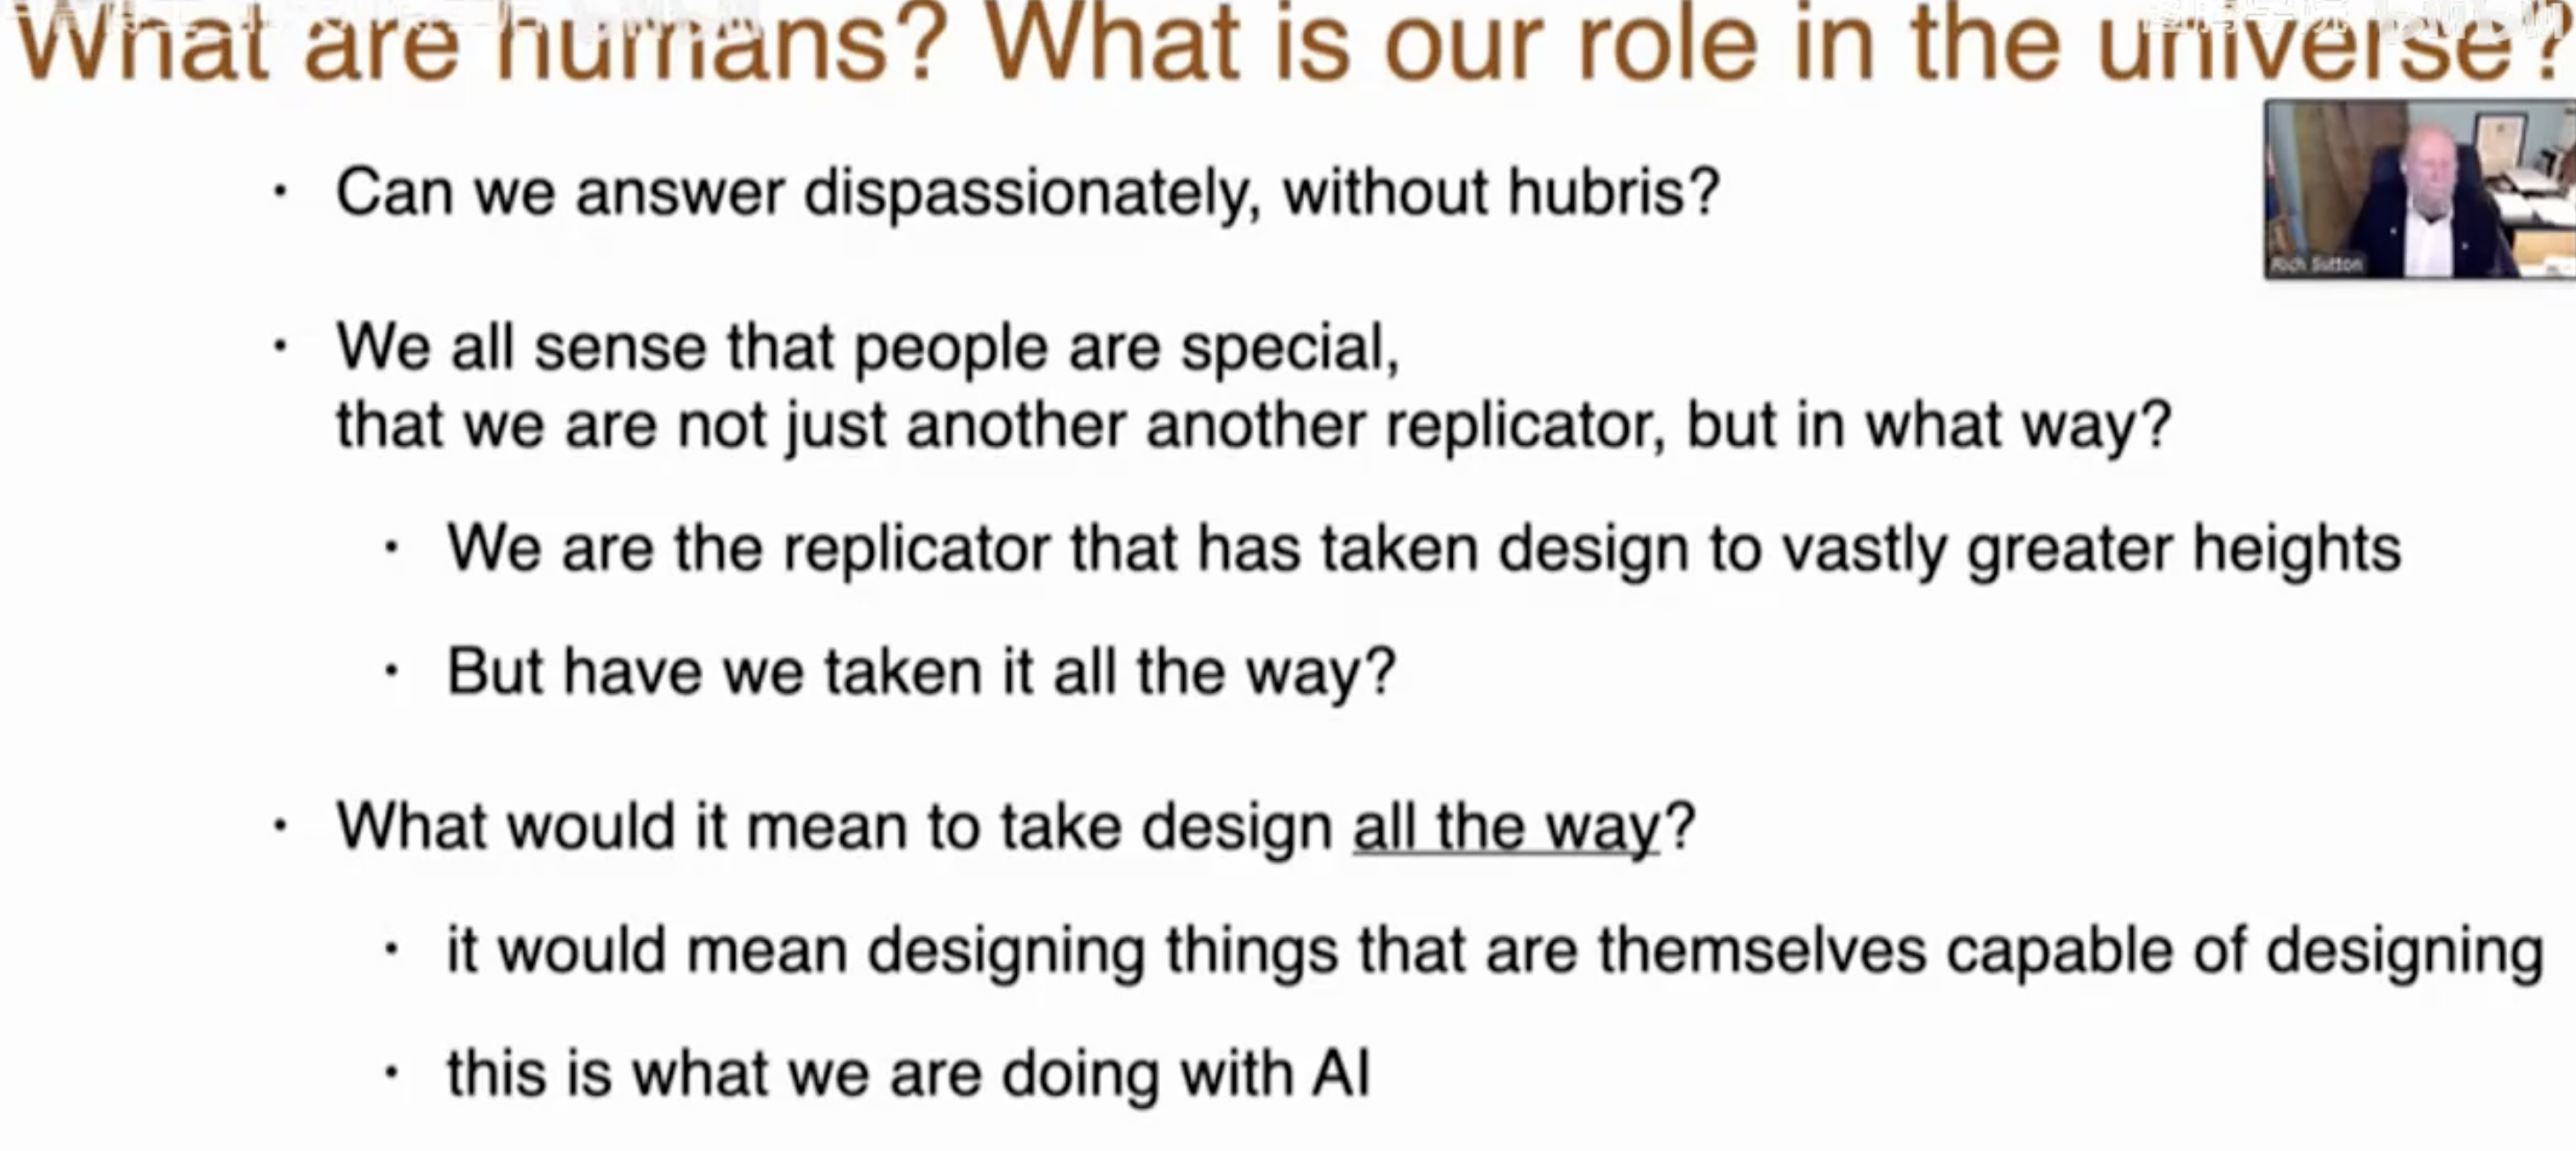 What are humans? What is our role in the universe?
Rich Sutton
• Can we answer dispassionately, without hubris?
• We all sense that people are special,
that we are not just another another replicator, but in what way?
• We are the replicator that has taken design to vastly greater heights
• But have we taken it all the way?
• What would it mean to take design all the way?
• it would mean designing things that are themselves capable of designing
• this is what we are doing with AI